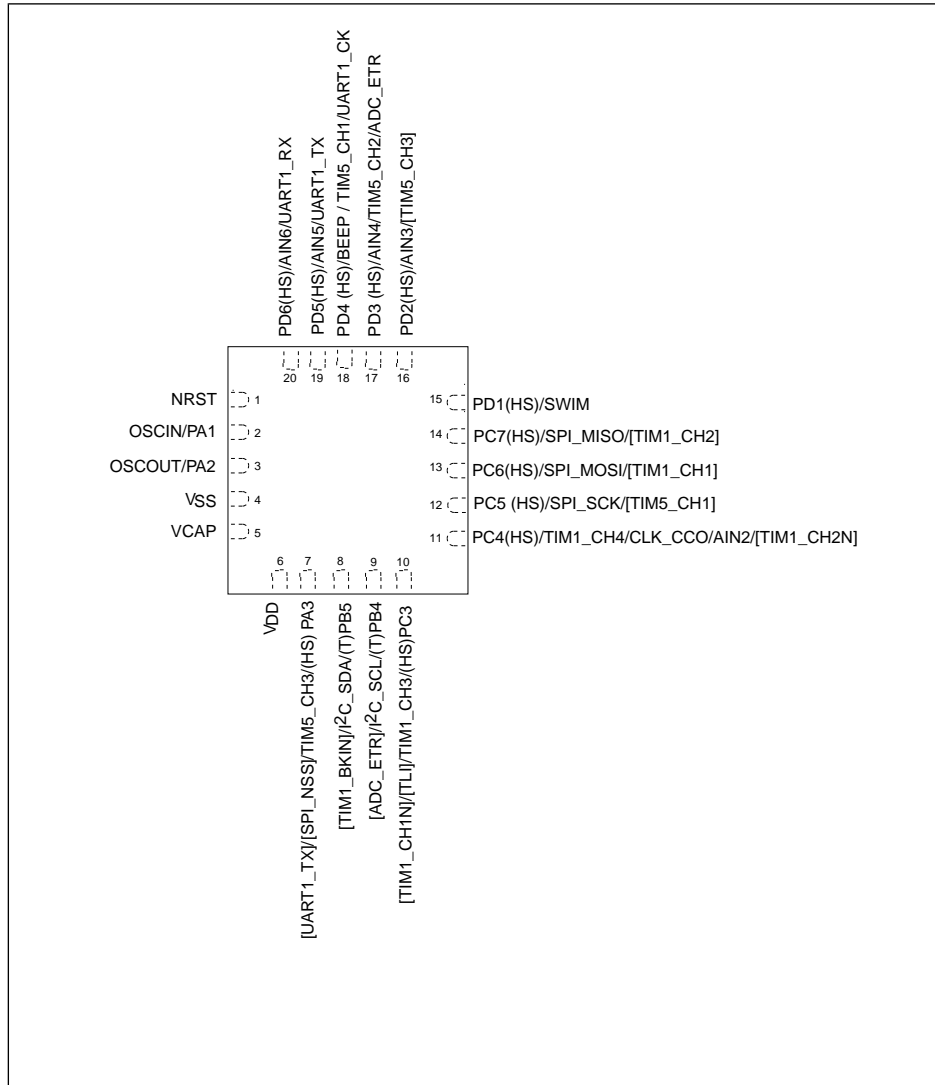 PD6(HS)/AIN6/UART1_RX
PD5(HS)/AIN5/UART1_TX
PD4 (HS)/BEEP / TIM5_CH1/UART1_CK
PD3 (HS)/AIN4/TIM5_CH2/ADC_ETR
PD2(HS)/AIN3/[TIM5_CH3]
20 19 18 17 16
NRST 1
OSCIN/PA1 2
OSCOUT/PA2 3
VSS 4
VCAP 5
15 PD1(HS)/SWIM
14 PC7(HS)/SPI_MISO/[TIM1_CH2]
13 PC6(HS)/SPI_MOSI/[TIM1_CH1]
12 PC5 (HS)/SPI_SCK/[TIM5_CH1]
11 PC4(HS)/TIM1_CH4/CLK_CCO/AIN2/[TIM1_CH2N]
6 7 8 9 10
VDD
[UART1_TX]/[SPI_NSS]/TIM5_CH3/(HS) PA3
[TIM1_BKIN]/I²C_SDA/(T)PB5
[ADC_ETR]/I²C_SCL/(T)PB4
[TIM1_CH1N]/[TLI]/TIM1_CH3/(HS)PC3